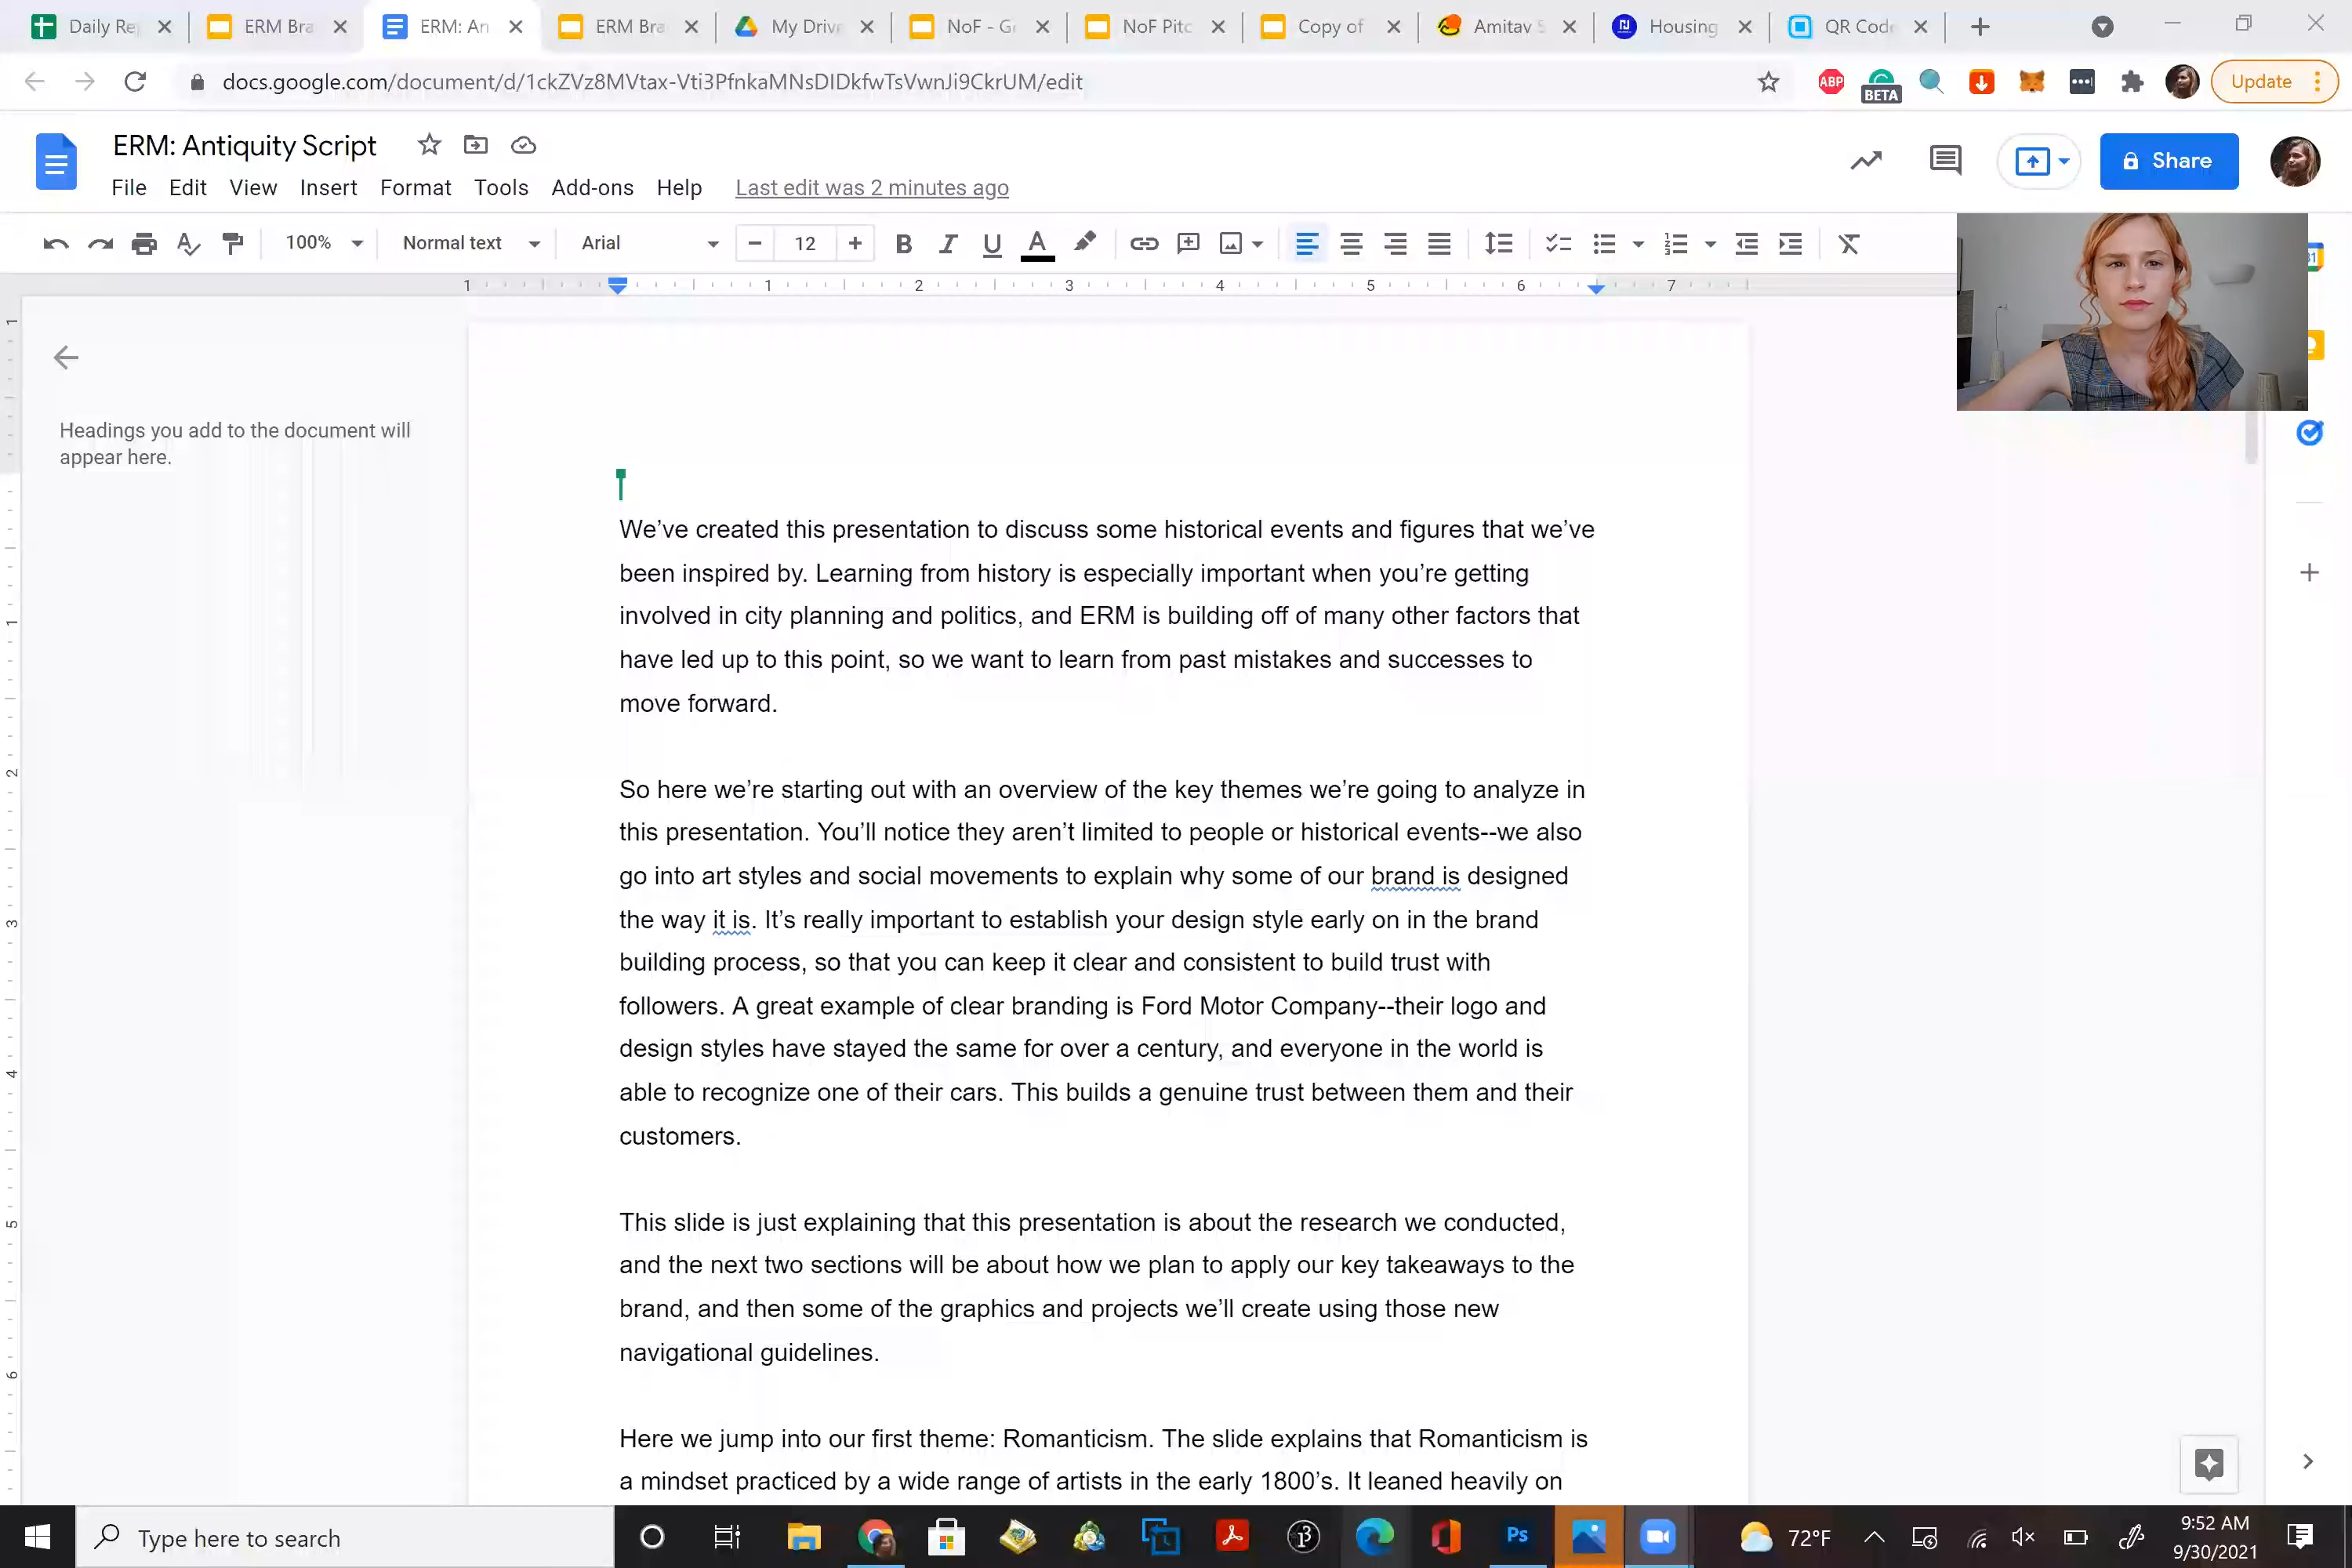 Daily Re
ERM Bra
ERM: An
ERM Bra
My Drive
NoF - Ge
NoF Pitc
Copy of
Amitav S
Housing
QR Code
docs.google.com/document/d/1ckZVz8MVtax-Vti3PfnkaMNsDIDkfwTsVwnJi9CkrUM/edit
ABP
BETA
Update
ERM: Antiquity Script
File Edit View Insert Format Tools Add-ons Help Last edit was 2 minutes ago
Share
100% Normal text Arial 12
1 1 2 3 4 5 6 7
Headings you add to the document will
appear here.
We’ve created this presentation to discuss some historical events and figures that we’ve
been inspired by. Learning from history is especially important when you’re getting
involved in city planning and politics, and ERM is building off of many other factors that
have led up to this point, so we want to learn from past mistakes and successes to
move forward.
So here we’re starting out with an overview of the key themes we’re going to analyze in
this presentation. You’ll notice they aren’t limited to people or historical events--we also
go into art styles and social movements to explain why some of our brand is designed
the way it is. It’s really important to establish your design style early on in the brand
building process, so that you can keep it clear and consistent to build trust with
followers. A great example of clear branding is Ford Motor Company--their logo and
design styles have stayed the same for over a century, and everyone in the world is
able to recognize one of their cars. This builds a genuine trust between them and their
customers.
This slide is just explaining that this presentation is about the research we conducted,
and the next two sections will be about how we plan to apply our key takeaways to the
brand, and then some of the graphics and projects we’ll create using those new
navigational guidelines.
Here we jump into our first theme: Romanticism. The slide explains that Romanticism is
a mindset practiced by a wide range of artists in the early 1800’s. It leaned heavily on
Type here to search
Ps
72°F
9:52 AM
9/30/2021